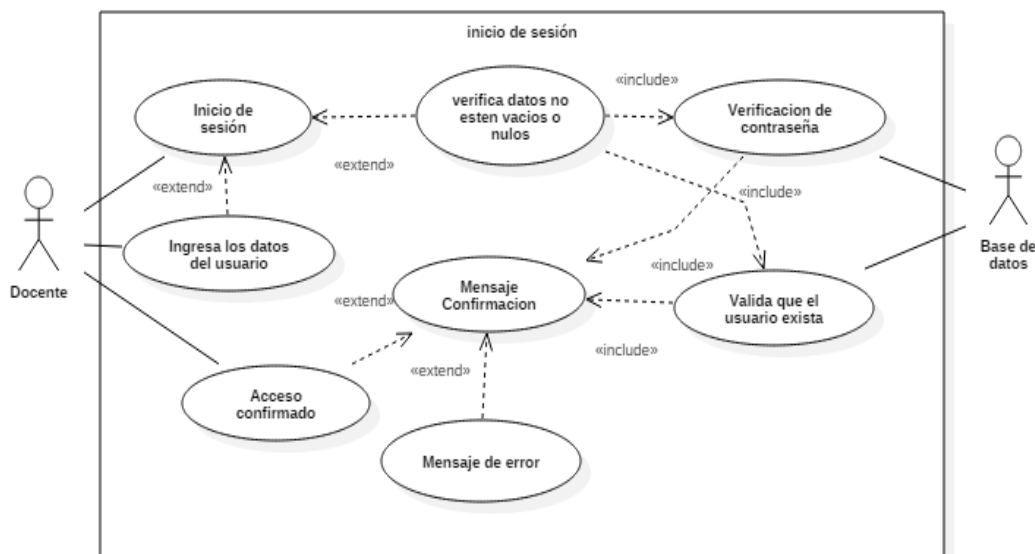 inicio de sesión
Inicio de
sesión
verifica datos no
esten vacios o
nulos
«include»
Verificacion de
contraseña
«extend»
«extend»
«include»
Docente
Ingresa los datos
del usuario
Base de
datos
«extend»
Mensaje
Confirmacion
«include»
Valida que el
usuario exista
«include»
«extend»
Acceso
confirmado
Mensaje de error